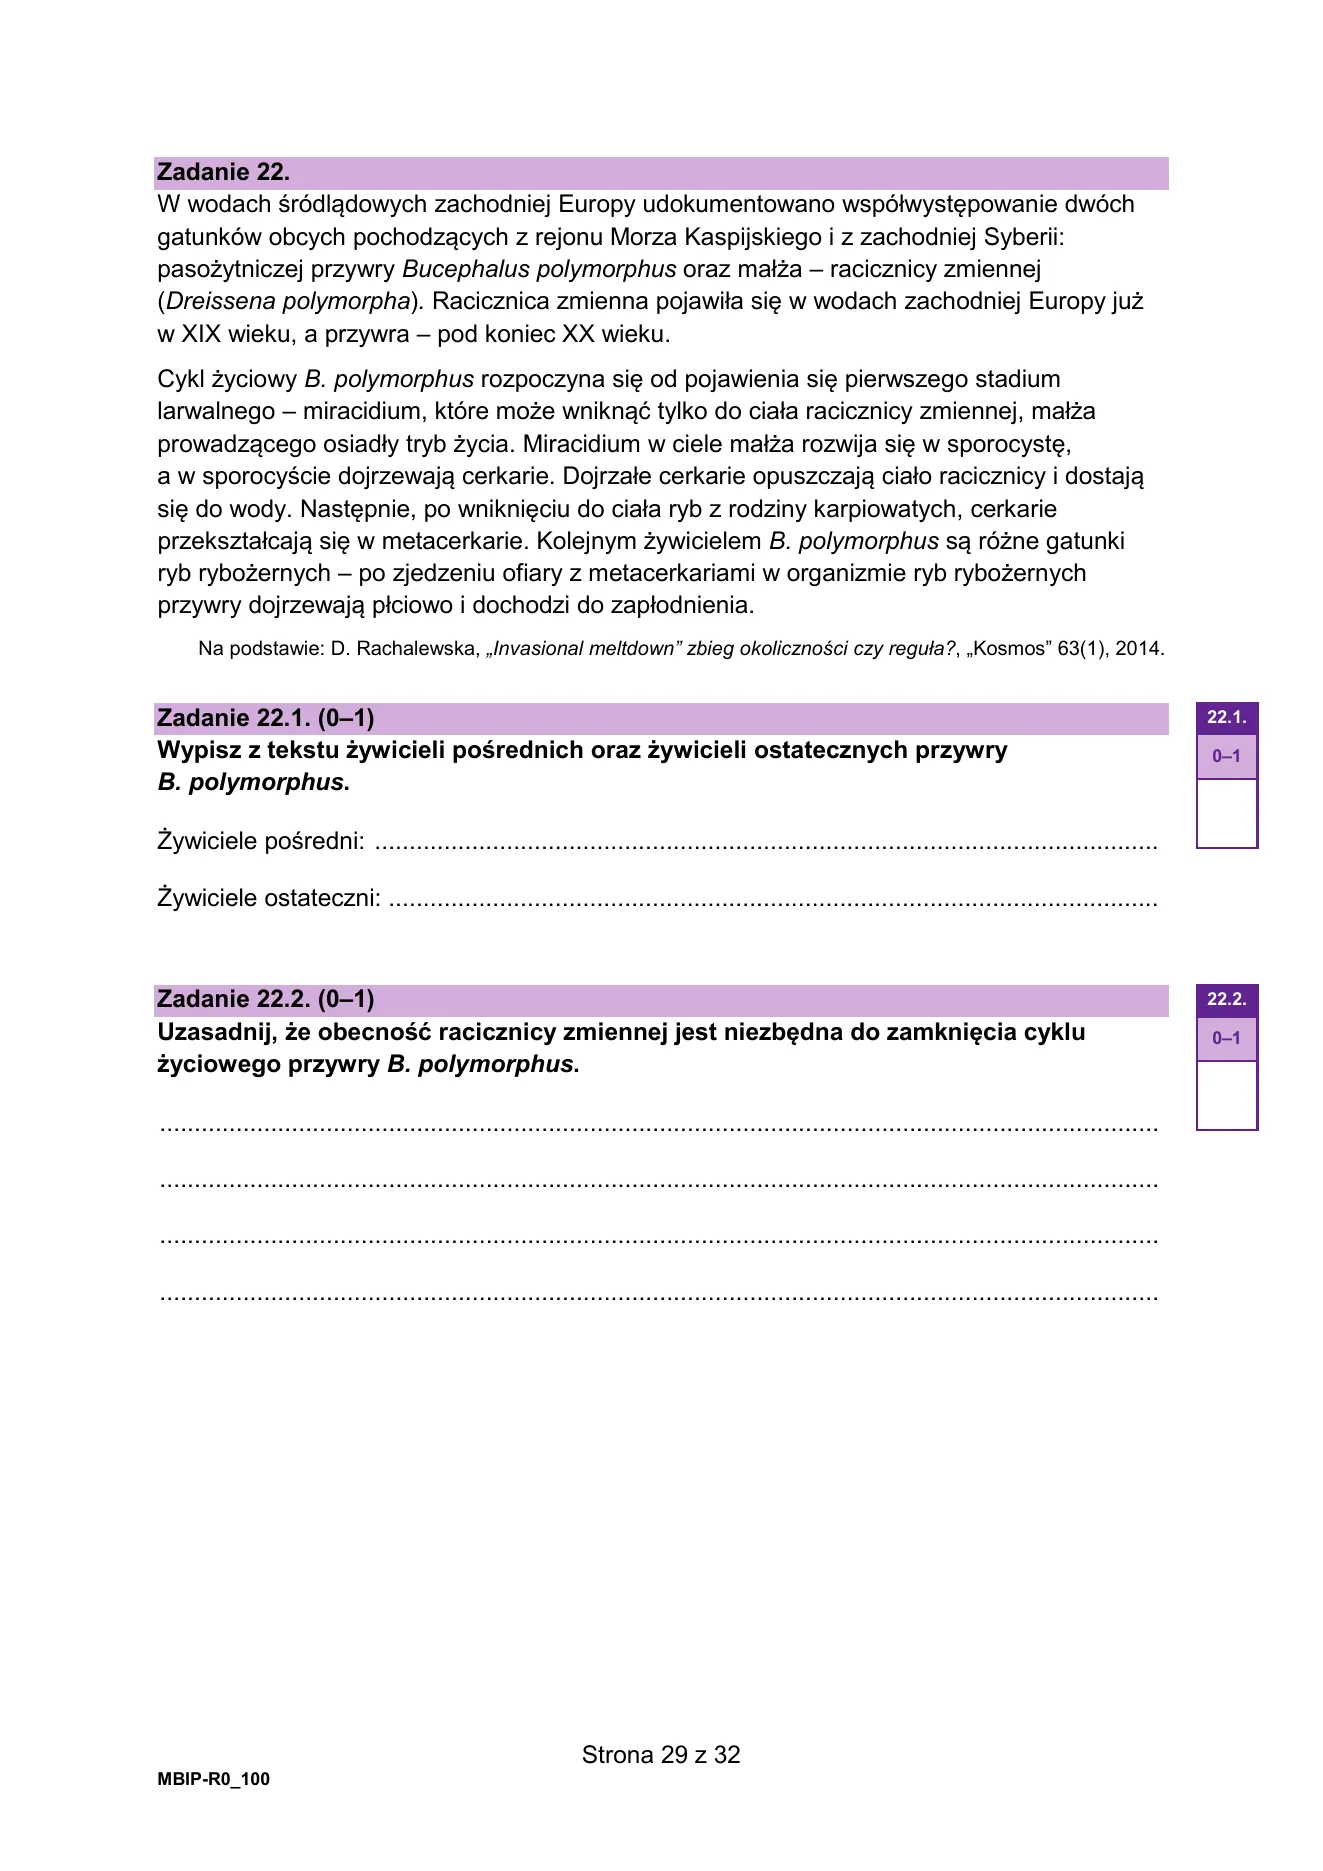 Zadanie 22.
W wodach śródlądowych zachodniej Europy udokumentowano współwystępowanie dwóch
gatunków obcych pochodzących z rejonu Morza Kaspijskiego i z zachodniej Syberii:
pasożytniczej przywry Bucephalus polymorphus oraz małża – racicznicy zmiennej
(Dreissena polymorpha). Racicznica zmienna pojawiła się w wodach zachodniej Europy już
w XIX wieku, a przywra – pod koniec XX wieku.
Cykl życiowy B. polymorphus rozpoczyna się od pojawienia się pierwszego stadium
larwalnego – miracidium, które może wniknąć tylko do ciała racicznicy zmiennej, małża
prowadzącego osiadły tryb życia. Miracidium w ciele małża rozwija się w sporocystę,
a w sporocyście dojrzewają cerkarie. Dojrzałe cerkarie opuszczają ciało racicznicy i dostają
się do wody. Następnie, po wniknięciu do ciała ryb z rodziny karpiowatych, cerkarie
przekształcają się w metacerkarie. Kolejnym żywicielem B. polymorphus są różne gatunki
ryb rybożernych – po zjedzeniu ofiary z metacerkariami w organizmie ryb rybożernych
przywry dojrzewają płciowo i dochodzi do zapłodnienia.
Na podstawie: D. Rachalewska, „Invasional meltdown” zbieg okoliczności czy reguła?, „Kosmos” 63(1), 2014.
Zadanie 22.1. (0–1)
22.1.
Wypisz z tekstu żywicieli pośrednich oraz żywicieli ostatecznych przywry
B. polymorphus.
0–1
Żywiciele pośredni: ..................................................................................................................
Żywiciele ostateczni: ................................................................................................................
Zadanie 22.2. (0–1)
22.2.
Uzasadnij, że obecność racicznicy zmiennej jest niezbędna do zamknięcia cyklu
życiowego przywry B. polymorphus.
0–1
.................................................................................................................................................
.................................................................................................................................................
.................................................................................................................................................
.................................................................................................................................................
Strona 29 z 32
MBIP-R0_100